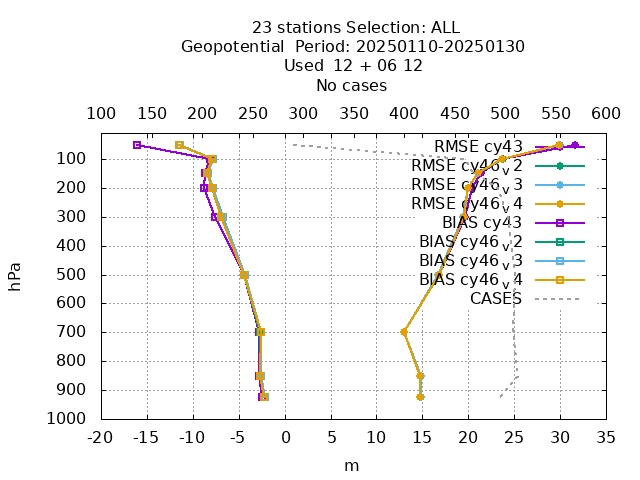 23 stations Selection: ALL
Geopotential  Period: 20250110-20250130
Used  12 + 06 12
No cases
100 150 200 250 300 350 400 450 500 550 600
RMSE cy43
RMSE cy46_v2
RMSE cy46_v3
RMSE cy46_v4
BIAS cy43
BIAS cy46_v2
BIAS cy46_v3
BIAS cy46_v4
CASES
100
200
300
400
500
600
700
800
900
1000
hPa
-20 -15 -10 -5 0 5 10 15 20 25 30 35
m